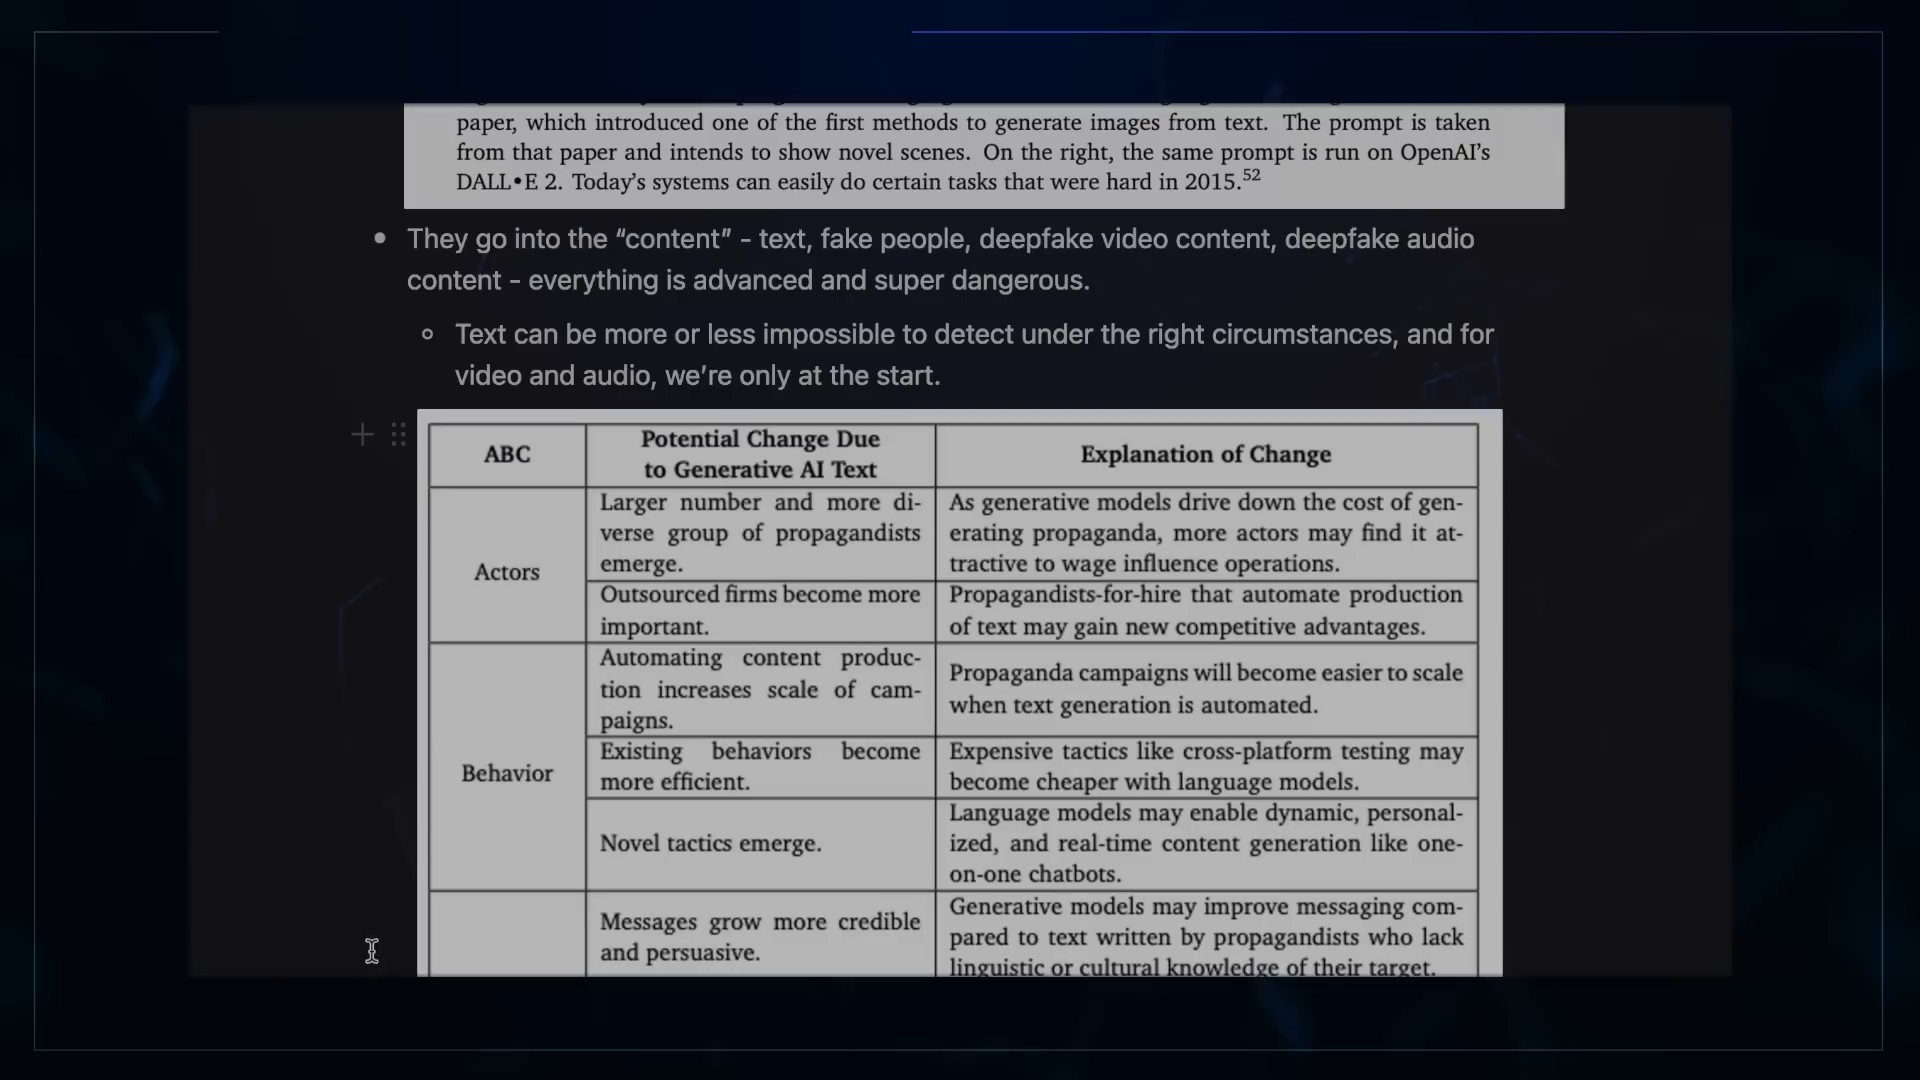 paper, which introduced one of the first methods to generate images from text. The prompt is taken
from that paper and intends to show novel scenes. On the right, the same prompt is run on OpenAI's
DALL•E 2. Today's systems can easily do certain tasks that were hard in 2015.52
• They go into the “content” - text, fake people, deepfake video content, deepfake audio
content - everything is advanced and super dangerous.
◦ Text can be more or less impossible to detect under the right circumstances, and for
video and audio, we’re only at the start.
ABC
Potential Change Due
to Generative AI Text
Explanation of Change
Actors
Larger number and more di-
verse group of propagandists
emerge.
As generative models drive down the cost of gen-
erating propaganda, more actors may find it at-
tractive to wage influence operations.
Outsourced firms become more
important.
Propagandists-for-hire that automate production
of text may gain new competitive advantages.
Behavior
Automating content produc-
tion increases scale of cam-
paigns.
Propaganda campaigns will become easier to scale
when text generation is automated.
Existing behaviors become
more efficient.
Expensive tactics like cross-platform testing may
become cheaper with language models.
Novel tactics emerge.
Language models may enable dynamic, personal-
ized, and real-time content generation like one-
on-one chatbots.
Messages grow more credible
and persuasive.
Generative models may improve messaging com-
pared to text written by propagandists who lack
linguistic or cultural knowledge of their target.